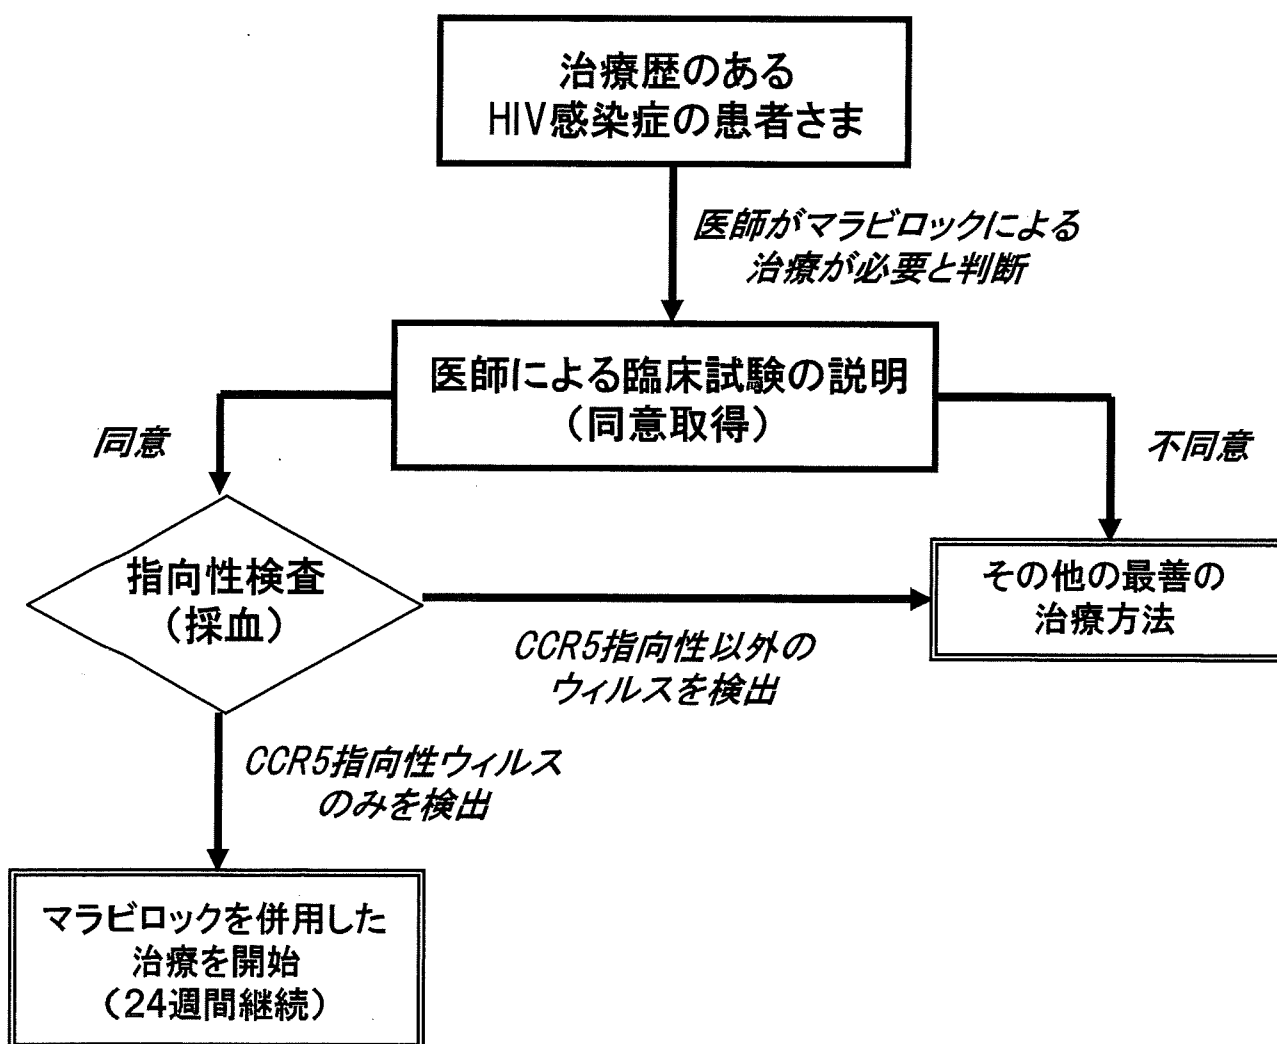 治療歴のある
HIV感染症の患者さま
医師がマラビロックによる
治療が必要と判断
医師による臨床試験の説明
（同意取得）
同意
不同意
指向性検査
（採血）
その他の最善の
治療方法
CCR5指向性以外の
ウィルスを検出
CCR5指向性ウィルス
のみを検出
マラビロックを併用した
治療を開始
（24週間継続）